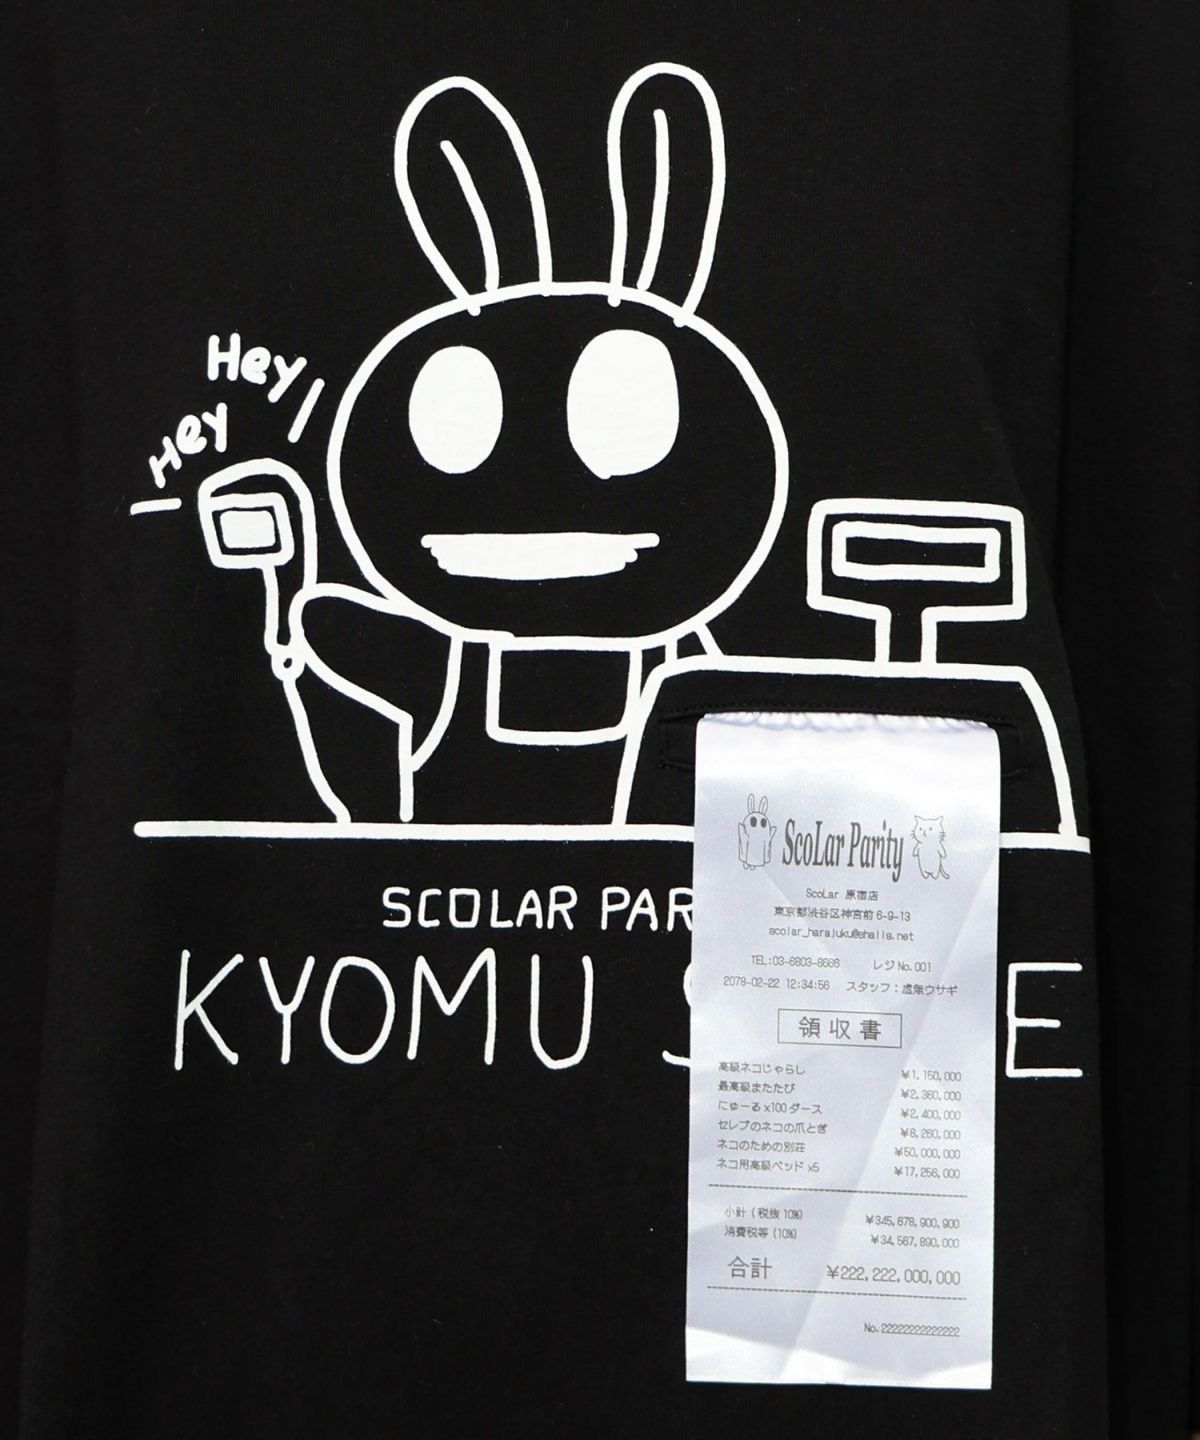 Hey
Hey
SCOLAR PAR
KYOMU S E
ScoLar Parity
ScoLar 原宿店
東京都渋谷区神宮前6-9-13
scolar_harajuku@ehalls.net
TEL:03-6803-8666 レジNo.001
2078-02-22 12:34:56 スタッフ:虚無ウサギ
領収書
高級ネコじゃらし ¥1,150,000
最高級またたび ¥2,360,000
にゅーるx100ダース ¥2,400,000
セレブのネコの爪とぎ ¥8,260,000
ネコのための別荘 ¥50,000,000
ネコ用高級ベッド x5 ¥17,256,000
小計(税抜10%) ¥345,678,900,900
消費税等(10%) ¥34,567,890,000
合計 ¥222,222,000,000
No.22222222222222